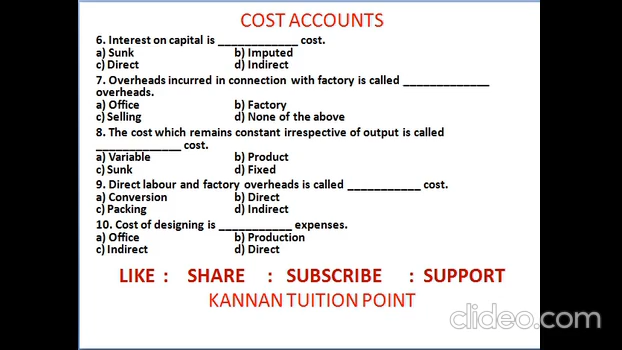 COST ACCOUNTS
6. Interest on capital is ____________ cost.
a) Sunk b) Imputed
c) Direct d) Indirect
7. Overheads incurred in connection with factory is called _____________
overheads.
a) Office b) Factory
c) Selling d) None of the above
8. The cost which remains constant irrespective of output is called
_____________ cost.
a) Variable b) Product
c) Sunk d) Fixed
9. Direct labour and factory overheads is called ___________ cost.
a) Conversion b) Direct
c) Packing d) Indirect
10. Cost of designing is ___________ expenses.
a) Office b) Production
c) Indirect d) Direct
LIKE : SHARE : SUBSCRIBE : SUPPORT
KANNAN TUITION POINT
clideo.com